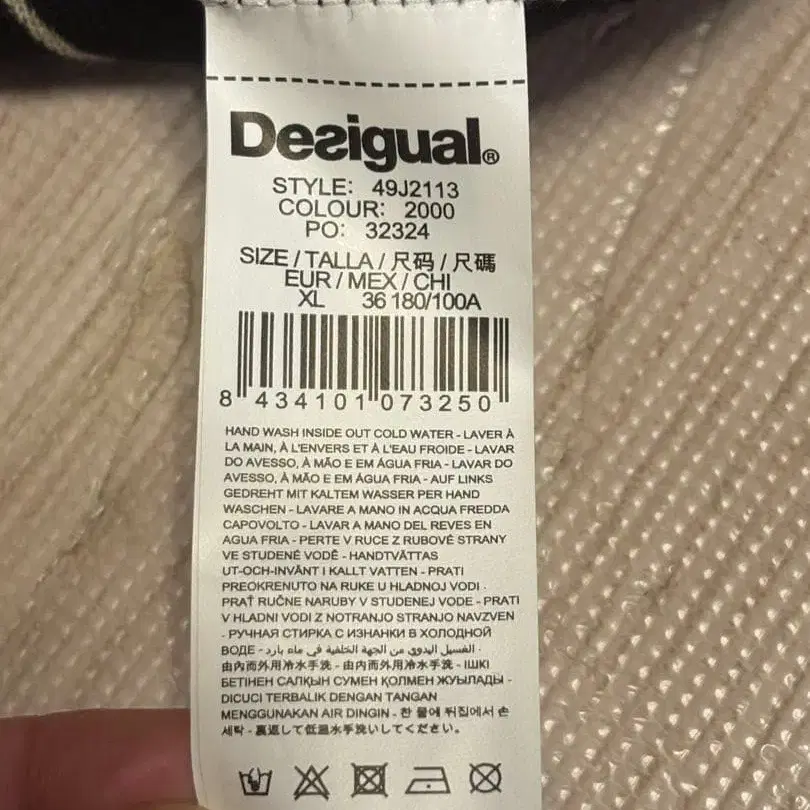 Desigual®
STYLE: 49J2113
COLOUR: 2000
PO: 32324
SIZE / TALLA / 尺码 / 尺碼
EUR / MEX / CHI
XL 36 180/100A
8 434101 073250
HAND WASH INSIDE OUT COLD WATER - LAVER À
LA MAIN, À L'ENVERS ET À L'EAU FROIDE - LAVAR
DO AVESSO, À MÃO E EM ÁGUA FRIA - LAVAR DO
AVESSO, À MÃO E EM ÁGUA FRIA - AUF LINKS
GEDREHT MIT KALTEM WASSER PER HAND
WASCHEN - LAVARE A MANO IN ACQUA FREDDA
CAPOVOLTO - LAVAR A MANO DEL REVES EN
AGUA FRIA - PERTE V RUCE Z RUBOVÉ STRANY
VE STUDENÉ VODĚ - HANDTVÄTTAS
UT-OCH-INVÄNT I KALLT VATTEN - PRATI
PREOKRENUTO NA RUKE U HLADNOJ VODI -
PRAŤ RUČNE NARUBY V STUDENEJ VODE - PRATI
V HLADNI VODI Z NOTRANJO STRANJO NAVZVEN
- РУЧНАЯ СТИРКА С ИЗНАНКИ В ХОЛОДНОЙ
ВОДЕ - الغسيل اليدوي من الجهة الخلفية في ماء بارد -
由内而外用冷水手洗 - 由內而外用冷水手洗 - ІШКІ
БЕТІНЕН САЛҚЫН СУМЕН ҚОЛМЕН ЖУЫЛАДЫ -
DICUCI TERBALIK DENGAN TANGAN
MENGGUNAKAN AIR DINGIN - 찬 물에 뒤집어서 손
세탁 - 裏返して低温水手洗いしてください。